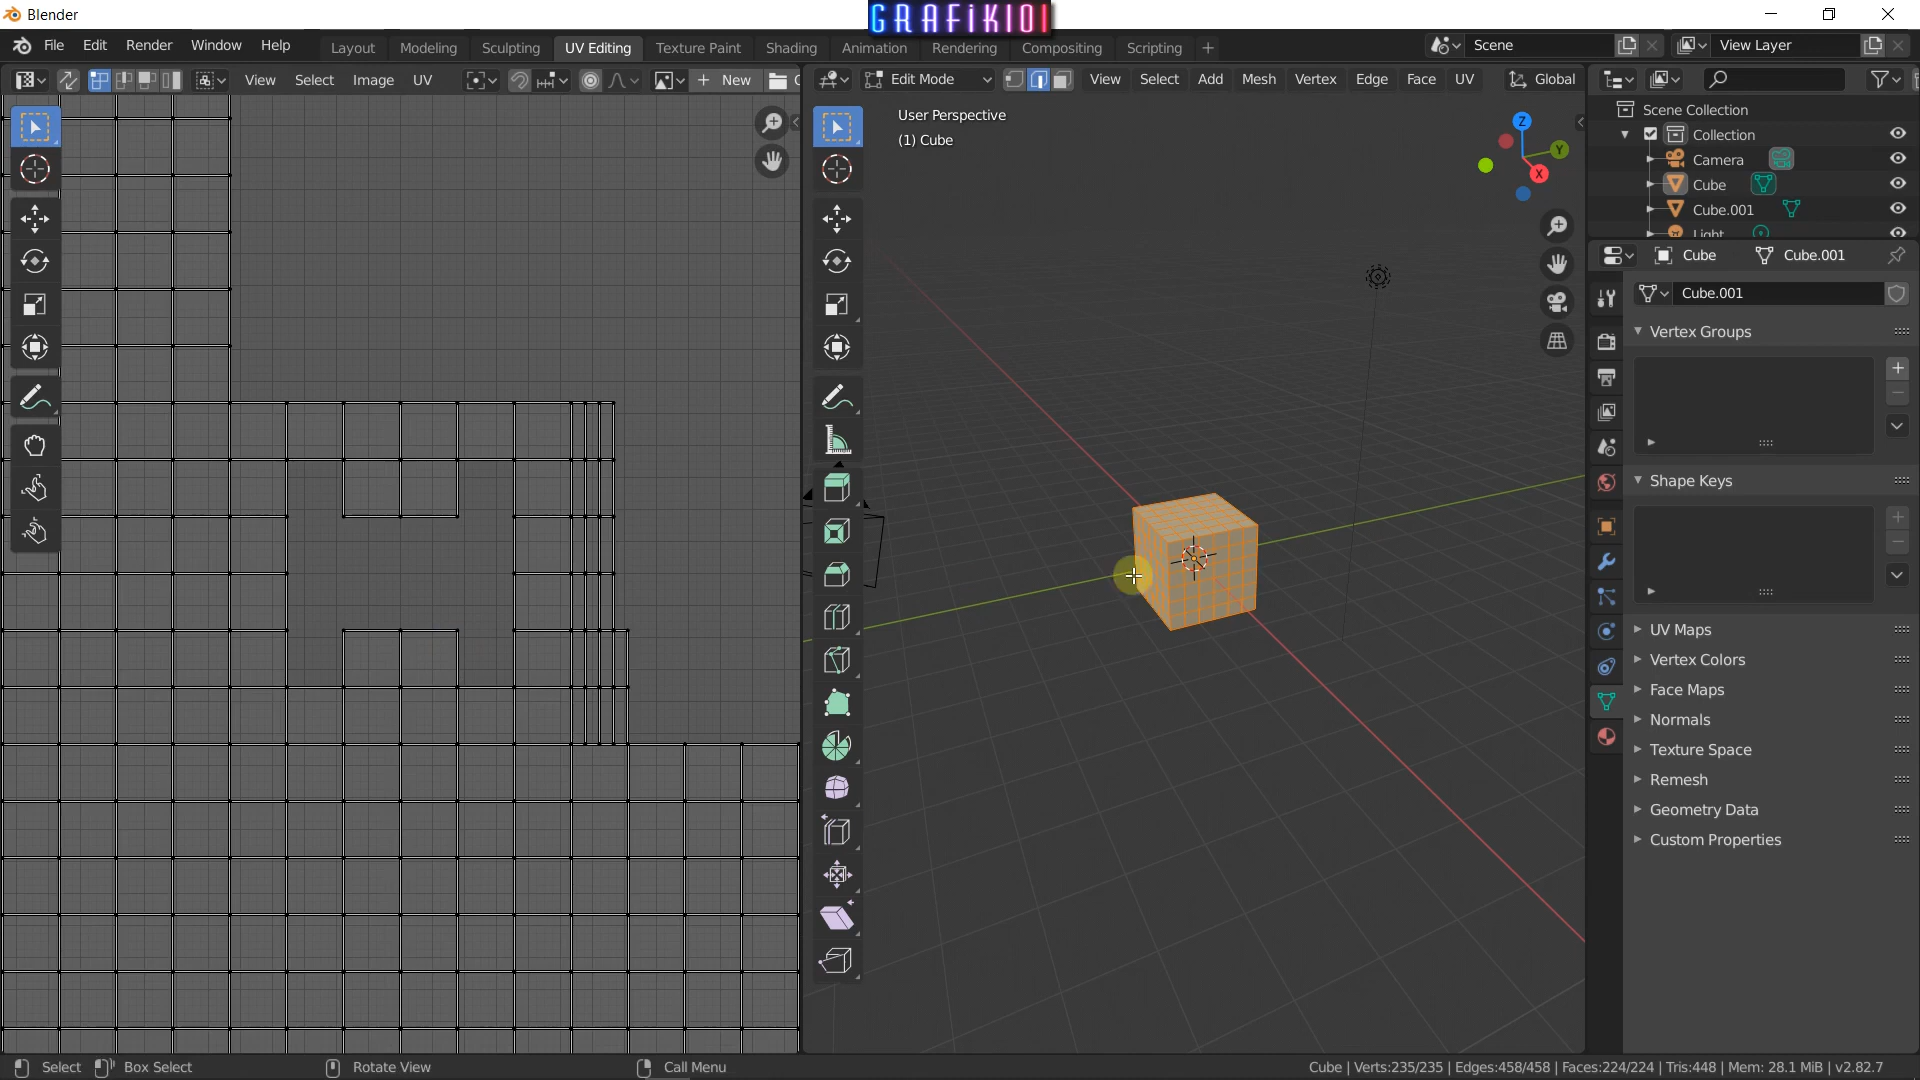 Blender
GRAFiK101
File Edit Render Window Help Layout Modeling Sculpting UV Editing Texture Paint Shading Animation Rendering Compositing Scripting + Scene View Layer
View Select Image UV New Edit Mode View Select Add Mesh Vertex Edge Face UV Global
User Perspective
(1) Cube
Z
Y
X
Scene Collection
Collection
Camera
Cube
Cube.001
Light
Cube Cube.001
Cube.001
Vertex Groups
Shape Keys
UV Maps
Vertex Colors
Face Maps
Normals
Texture Space
Remesh
Geometry Data
Custom Properties
Select Box Select Rotate View Call Menu Cube | Verts:235/235 | Edges:458/458 | Faces:224/224 | Tris:448 | Mem: 28.1 MiB | v2.82.7